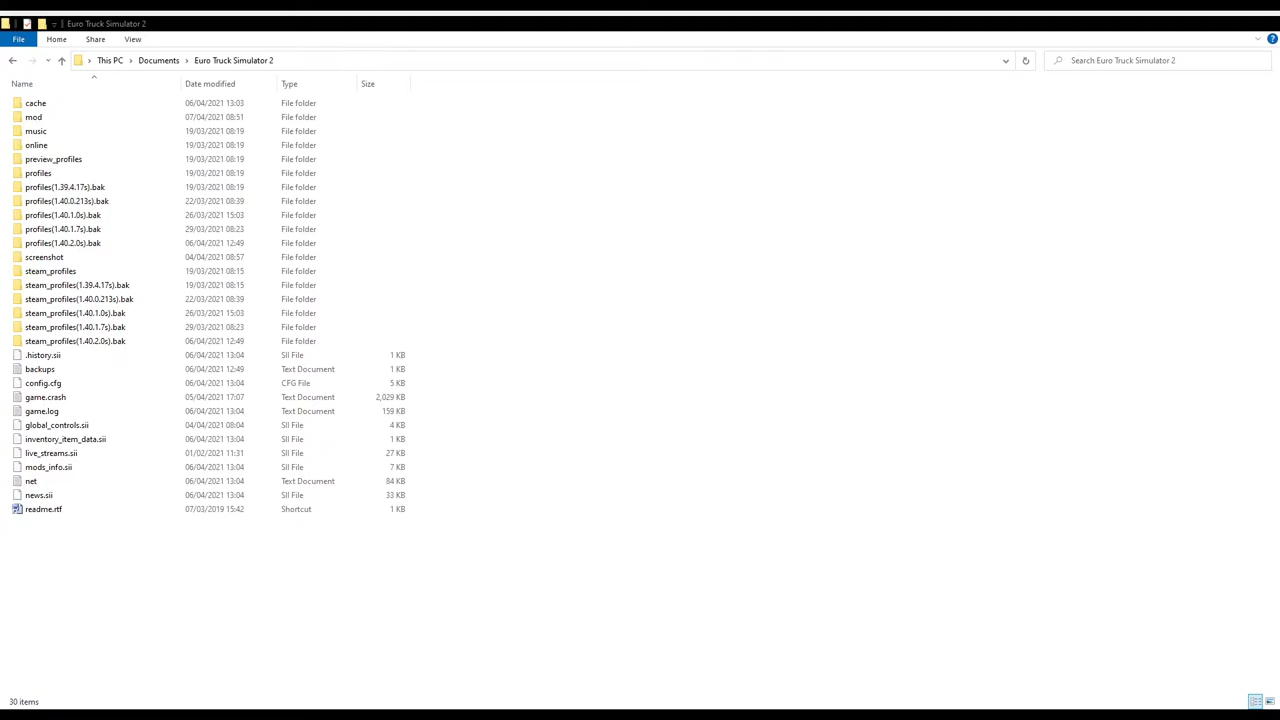 Euro Truck Simulator 2
File Home Share View
This PC Documents Euro Truck Simulator 2 Search Euro Truck Simulator 2
Name Date modified Type Size
cache 06/04/2021 13:03 File folder
mod 07/04/2021 08:51 File folder
music 19/03/2021 08:19 File folder
online 19/03/2021 08:19 File folder
preview_profiles 19/03/2021 08:19 File folder
profiles 19/03/2021 08:19 File folder
profiles(1.39.4.17s).bak 19/03/2021 08:19 File folder
profiles(1.40.0.213s).bak 22/03/2021 08:39 File folder
profiles(1.40.1.0s).bak 26/03/2021 15:03 File folder
profiles(1.40.1.7s).bak 29/03/2021 08:23 File folder
profiles(1.40.2.0s).bak 06/04/2021 12:49 File folder
screenshot 04/04/2021 08:57 File folder
steam_profiles 19/03/2021 08:15 File folder
steam_profiles(1.39.4.17s).bak 19/03/2021 08:15 File folder
steam_profiles(1.40.0.213s).bak 22/03/2021 08:39 File folder
steam_profiles(1.40.1.0s).bak 26/03/2021 15:03 File folder
steam_profiles(1.40.1.7s).bak 29/03/2021 08:23 File folder
steam_profiles(1.40.2.0s).bak 06/04/2021 12:49 File folder
.history.sii 06/04/2021 13:04 SII File 1 KB
backups 06/04/2021 12:49 Text Document 1 KB
config.cfg 06/04/2021 13:04 CFG File 5 KB
game.crash 05/04/2021 17:07 Text Document 2,029 KB
game.log 06/04/2021 13:04 Text Document 159 KB
global_controls.sii 04/04/2021 08:04 SII File 4 KB
inventory_item_data.sii 06/04/2021 13:04 SII File 1 KB
live_streams.sii 01/02/2021 11:31 SII File 27 KB
mods_info.sii 06/04/2021 13:04 SII File 7 KB
net 06/04/2021 13:04 Text Document 84 KB
news.sii 06/04/2021 13:04 SII File 33 KB
readme.rtf 07/03/2019 15:42 Shortcut 1 KB
30 items